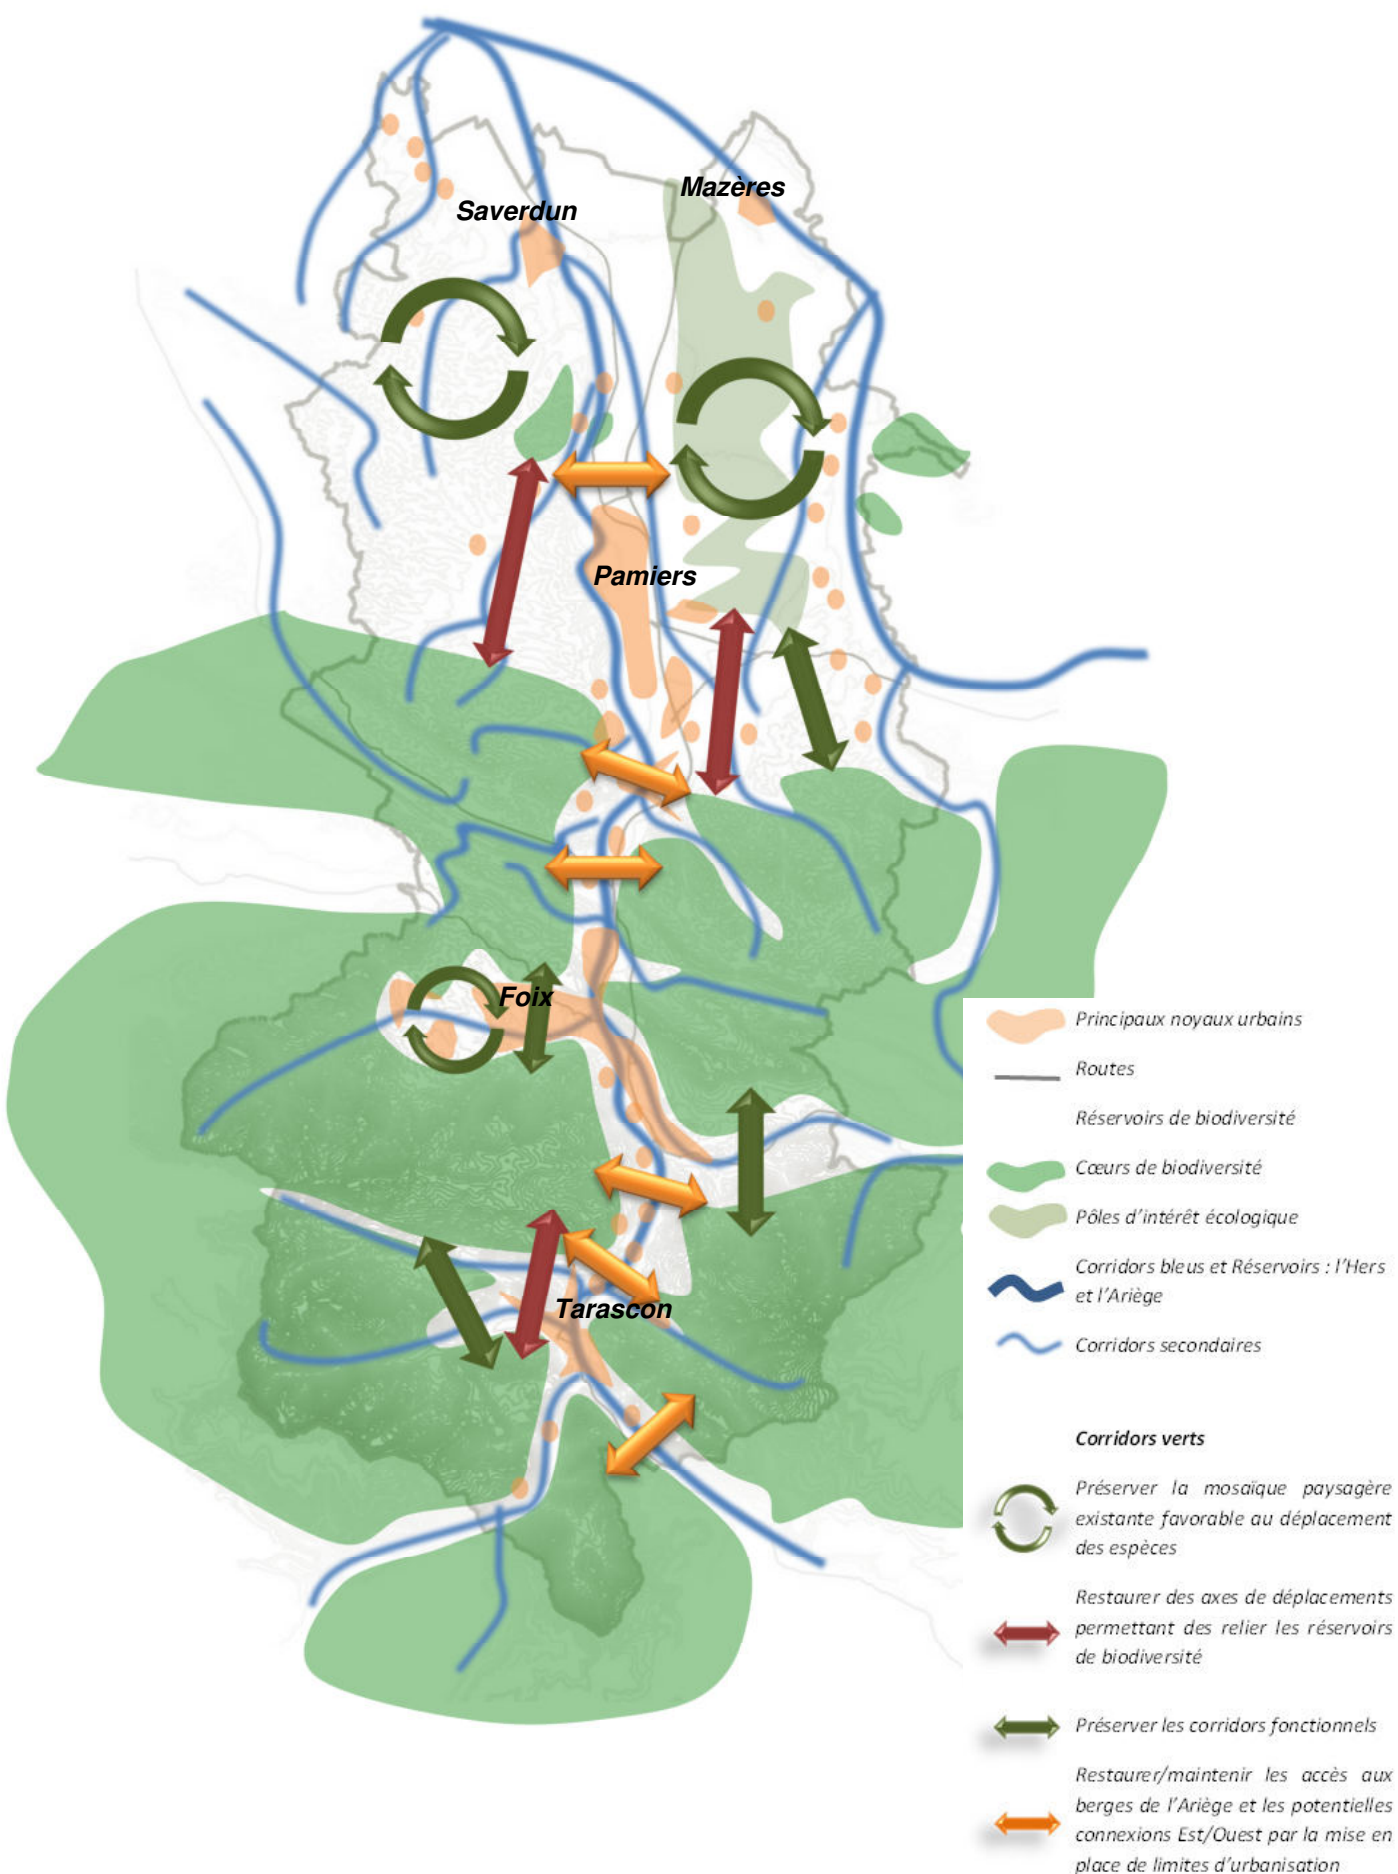 Mazères
Saverdun
Pamiers
Foix
Tarascon
Principaux noyaux urbains
Routes
Réservoirs de biodiversité
Cœurs de biodiversité
Pôles d'intérêt écologique
Corridors bleus et Réservoirs : l'Hers
et l'Ariège
Corridors secondaires
Corridors verts
Préserver la mosaïque paysagère
existante favorable au déplacement
des espèces
Restaurer des axes de déplacements
permettant des relier les réservoirs
de biodiversité
Préserver les corridors fonctionnels
Restaurer/maintenir les accès aux
berges de l'Ariège et les potentielles
connexions Est/Ouest par la mise en
place de limites d'urbanisation